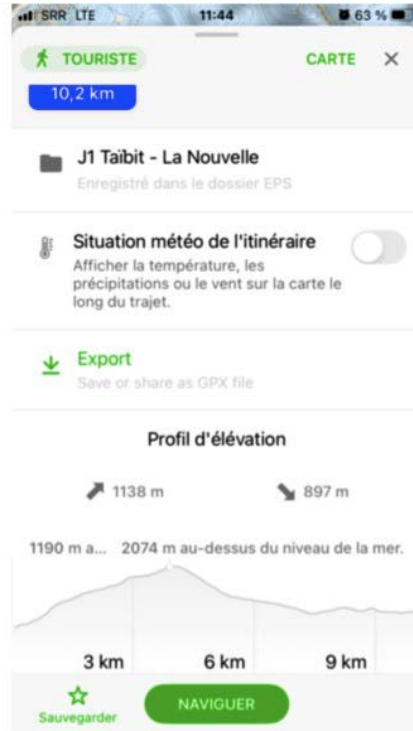 SRR LTE 11:44 63 %
TOURISTE CARTE
10,2 km
J1 Taïbit - La Nouvelle
Enregistré dans le dossier EPS
Situation météo de l'itinéraire
Afficher la température, les
précipitations ou le vent sur la carte le
long du trajet.
Export
Save or share as GPX file
Profil d'élévation
1138 m 897 m
1190 m a... 2074 m au-dessus du niveau de la mer.
3 km 6 km 9 km
Sauvegarder NAVIGUER